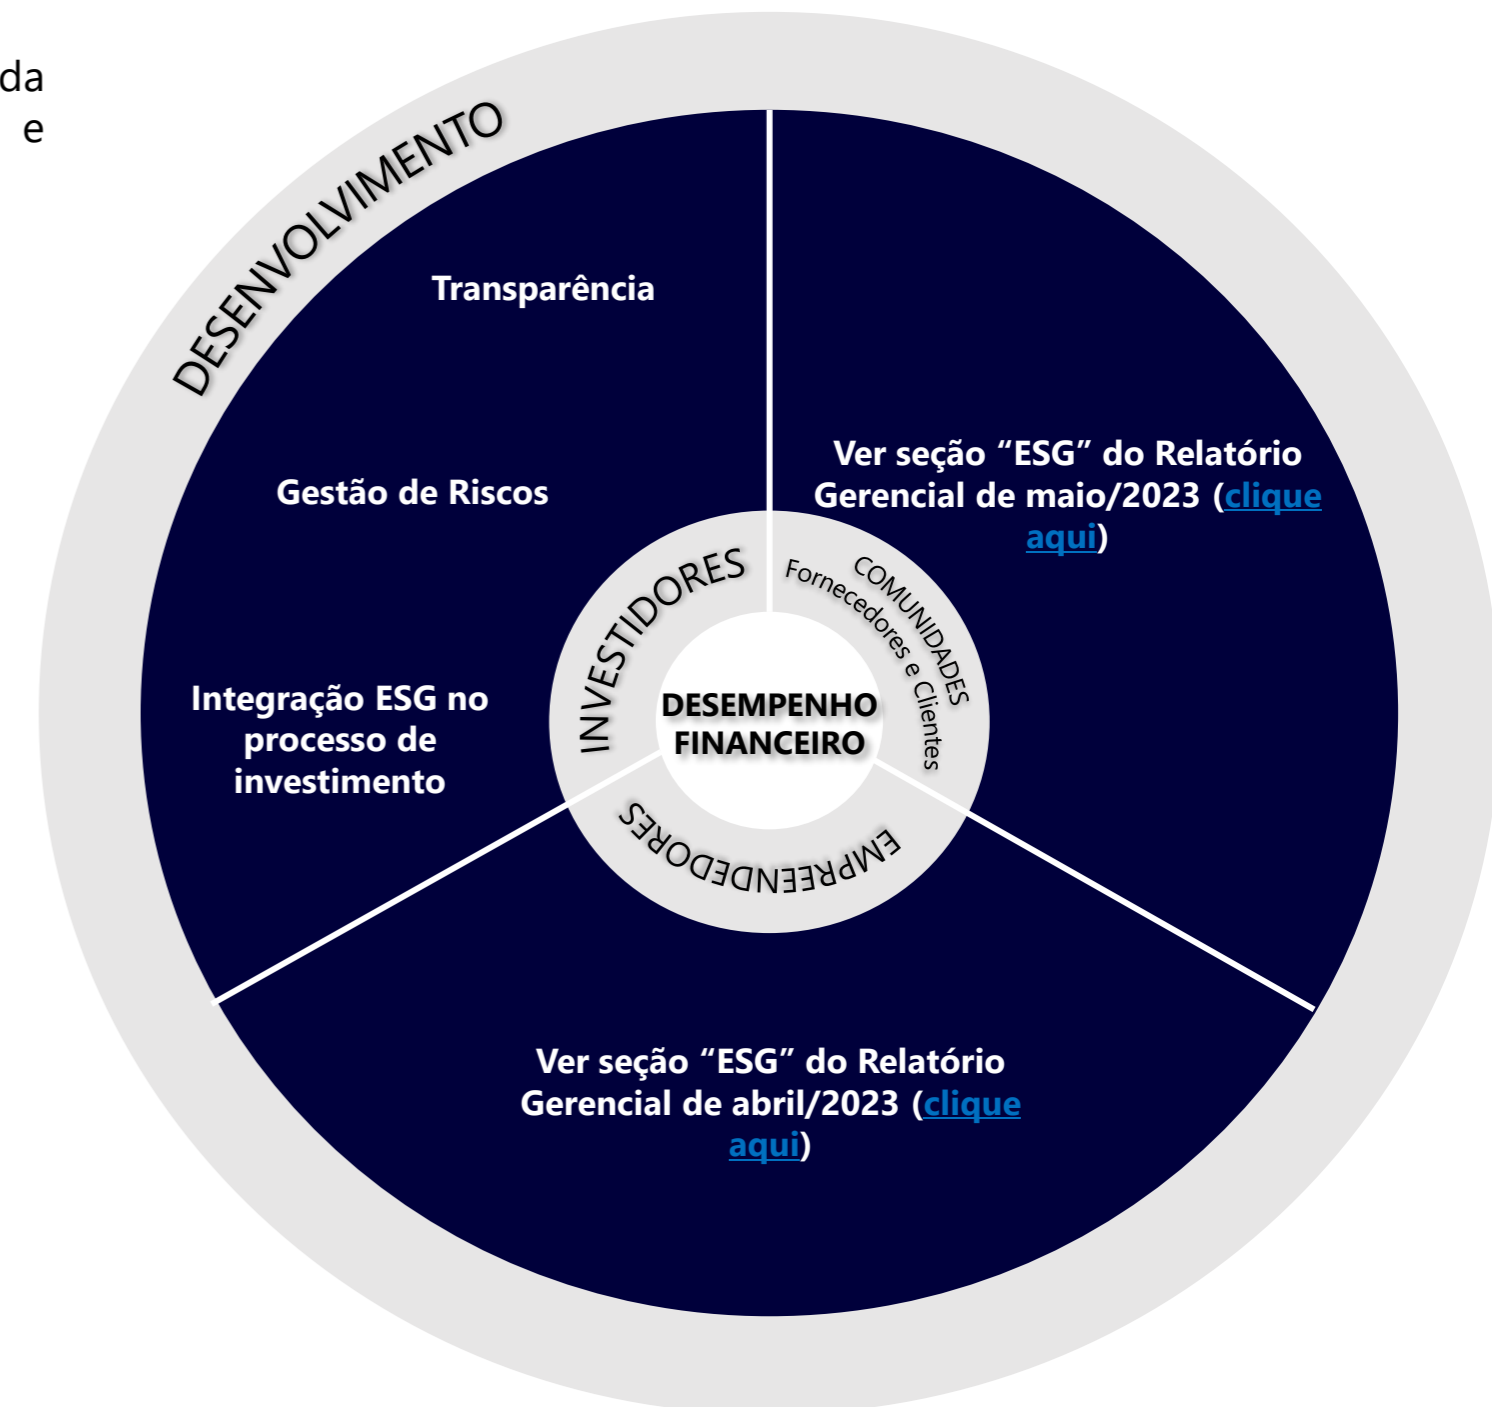 da
e
DESENVOLVIMENTO
Transparência
Gestão de Riscos
Integração ESG no
processo de
investimento
Ver seção “ESG” do Relatório
Gerencial de maio/2023 (clique
aqui)
INVESTIDORES
COMUNIDADES
Fornecedores e Clientes
DESEMPENHO
FINANCEIRO
EMPREENDEDORES
Ver seção “ESG” do Relatório
Gerencial de abril/2023 (clique
aqui)